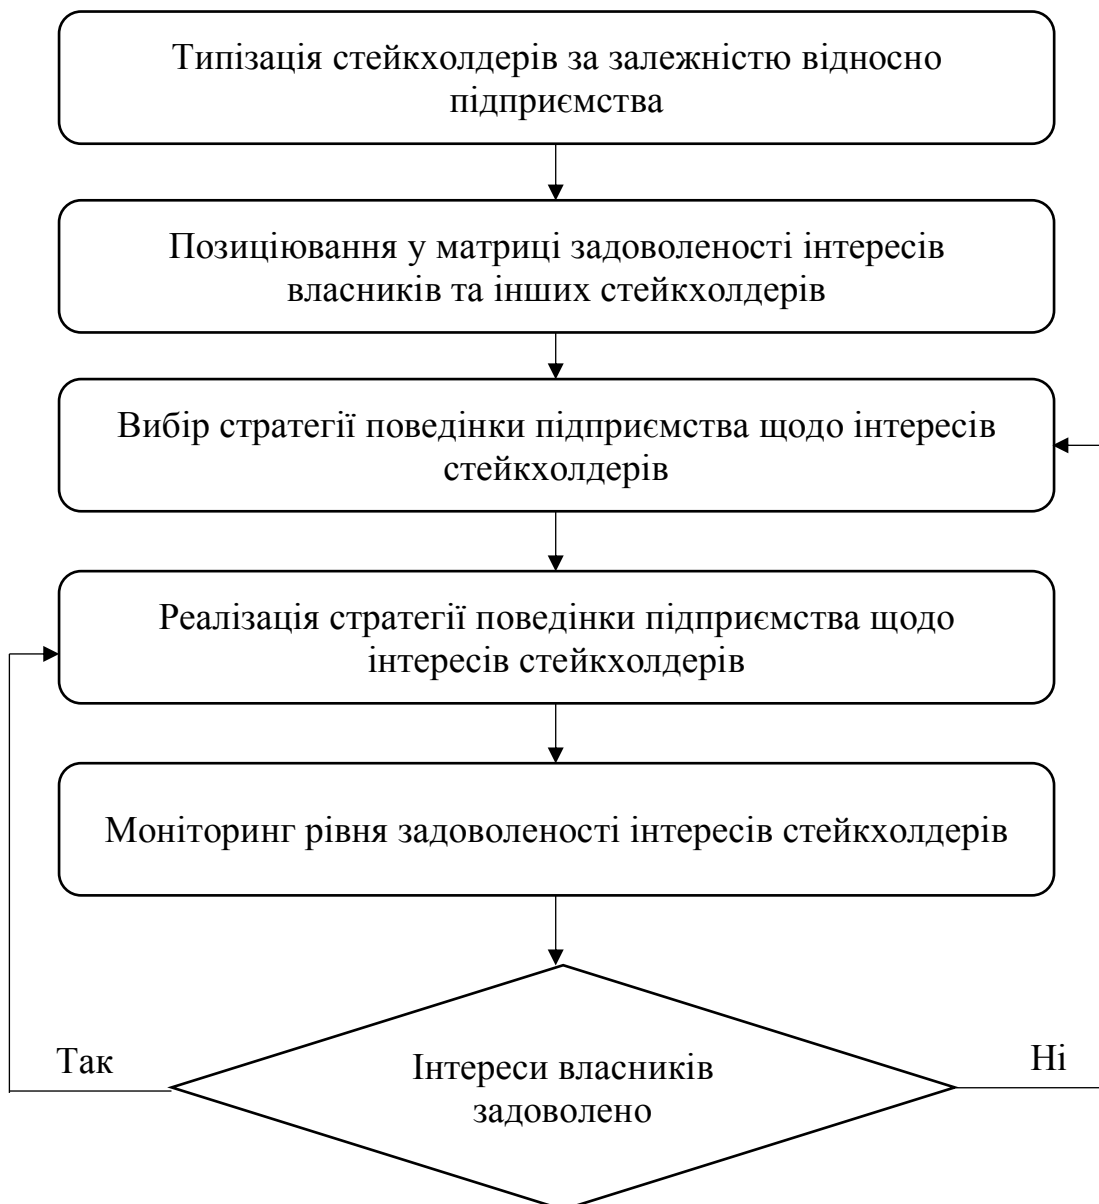 Типізація стейкхолдерів за залежністю відносно
підприємства
Позиціювання у матриці задоволеності інтересів
власників та інших стейкхолдерів
Вибір стратегії поведінки підприємства щодо інтересів
стейкхолдерів
Реалізація стратегії поведінки підприємства щодо
інтересів стейкхолдерів
Моніторинг рівня задоволеності інтересів стейкхолдерів
Так
Інтереси власників
задоволено
Ні